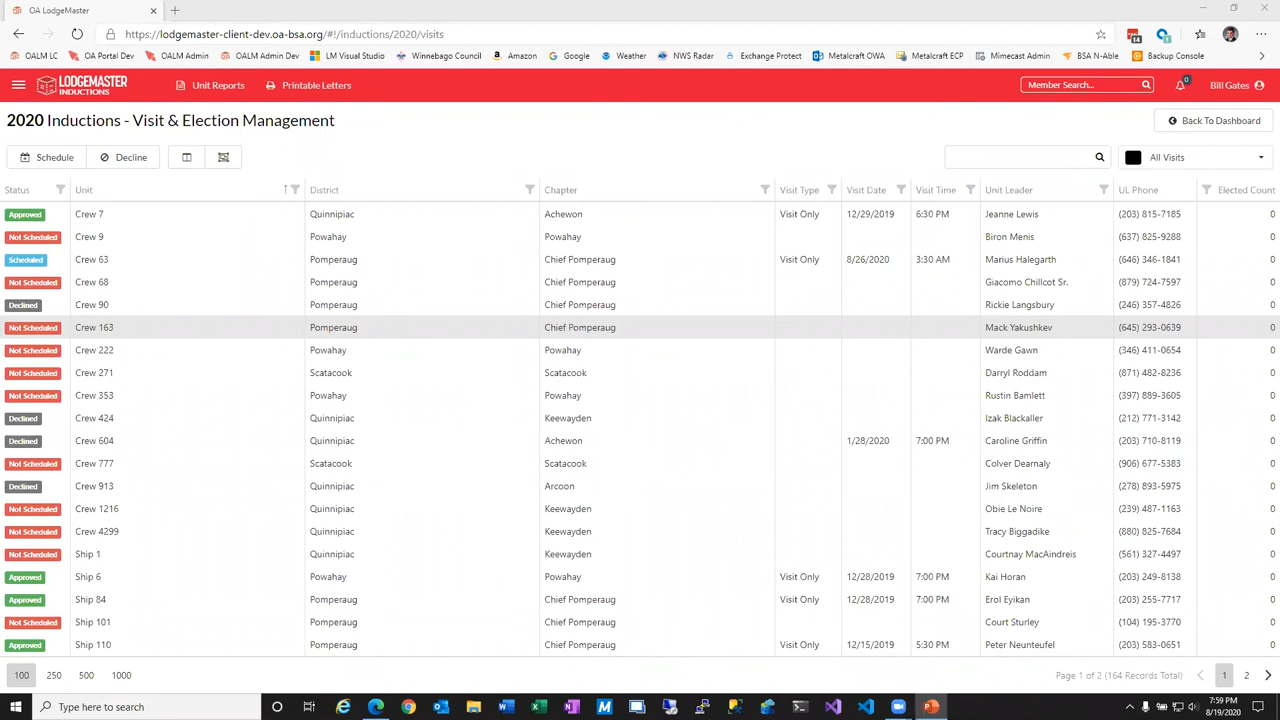 OA LodgeMaster
https://lodgemaster-client-dev.oa-bsa.org/#!/inductions/2020/visits
OALM LC OA Portal Dev OALM Admin OALM Admin Dev LM Visual Studio Winnebago Council Amazon Google Weather NWS Radar Exchange Protect Metalcraft OWA Metalcraft ECP Mimecast Admin BSA N-Able Backup Console
LODGEMASTER INDUCTIONS Unit Reports Printable Letters Member Search... 0 Bill Gates
2020 Inductions - Visit & Election Management Back To Dashboard
Schedule Decline All Visits
Status Unit District Chapter Visit Type Visit Date Visit Time Unit Leader UL Phone Elected Count
Approved Crew 7 Quinnipiac Achewon Visit Only 12/29/2019 6:30 PM Jeanne Lewis (203) 815-7185 0
Not Scheduled Crew 9 Powahay Powahay Biron Menis (637) 825-9288 0
Scheduled Crew 63 Pomperaug Chief Pomperaug Visit Only 8/26/2020 3:30 AM Marius Halegarth (646) 346-1841 0
Not Scheduled Crew 68 Pomperaug Chief Pomperaug Giacomo Chillcot Sr. (879) 724-7597 0
Declined Crew 90 Pomperaug Chief Pomperaug Rickie Langsbury (246) 357-4826 0
Not Scheduled Crew 163 Pomperaug Chief Pomperaug Mack Yakushkev (645) 293-0639 0
Not Scheduled Crew 222 Powahay Powahay Warde Gawn (346) 411-0654 0
Not Scheduled Crew 271 Scatacook Scatacook Darryl Roddam (871) 482-8236 0
Not Scheduled Crew 353 Powahay Powahay Rustin Bamlett (397) 889-3605 0
Declined Crew 424 Quinnipiac Keewayden Izak Blackaller (212) 771-3142 0
Declined Crew 604 Quinnipiac Achewon 1/28/2020 7:00 PM Caroline Griffin (203) 710-8119 0
Not Scheduled Crew 777 Scatacook Scatacook Colver Dearnaly (906) 677-5383 0
Declined Crew 913 Quinnipiac Arcoon Jim Skeleton (278) 893-5975 0
Not Scheduled Crew 1216 Quinnipiac Keewayden Obie Le Noire (239) 487-1163 0
Not Scheduled Crew 4299 Quinnipiac Keewayden Tracy Biggadike (880) 825-7684 0
Not Scheduled Ship 1 Quinnipiac Keewayden Courtnay MacAindreis (561) 327-4497 0
Approved Ship 6 Powahay Powahay Visit Only 12/28/2019 7:00 PM Kai Horan (203) 249-8138 0
Approved Ship 84 Pomperaug Chief Pomperaug Visit Only 12/28/2019 7:00 PM Erol Eyikan (203) 255-7717 0
Not Scheduled Ship 101 Pomperaug Chief Pomperaug Court Sturley (104) 195-3770 0
Approved Ship 110 Pomperaug Chief Pomperaug Visit Only 12/15/2019 5:30 PM Peter Neunteufel (203) 583-0651 0
100 250 500 1000 Page 1 of 2 (164 Records Total) 1 2
Type here to search 7:59 PM
8/19/2020